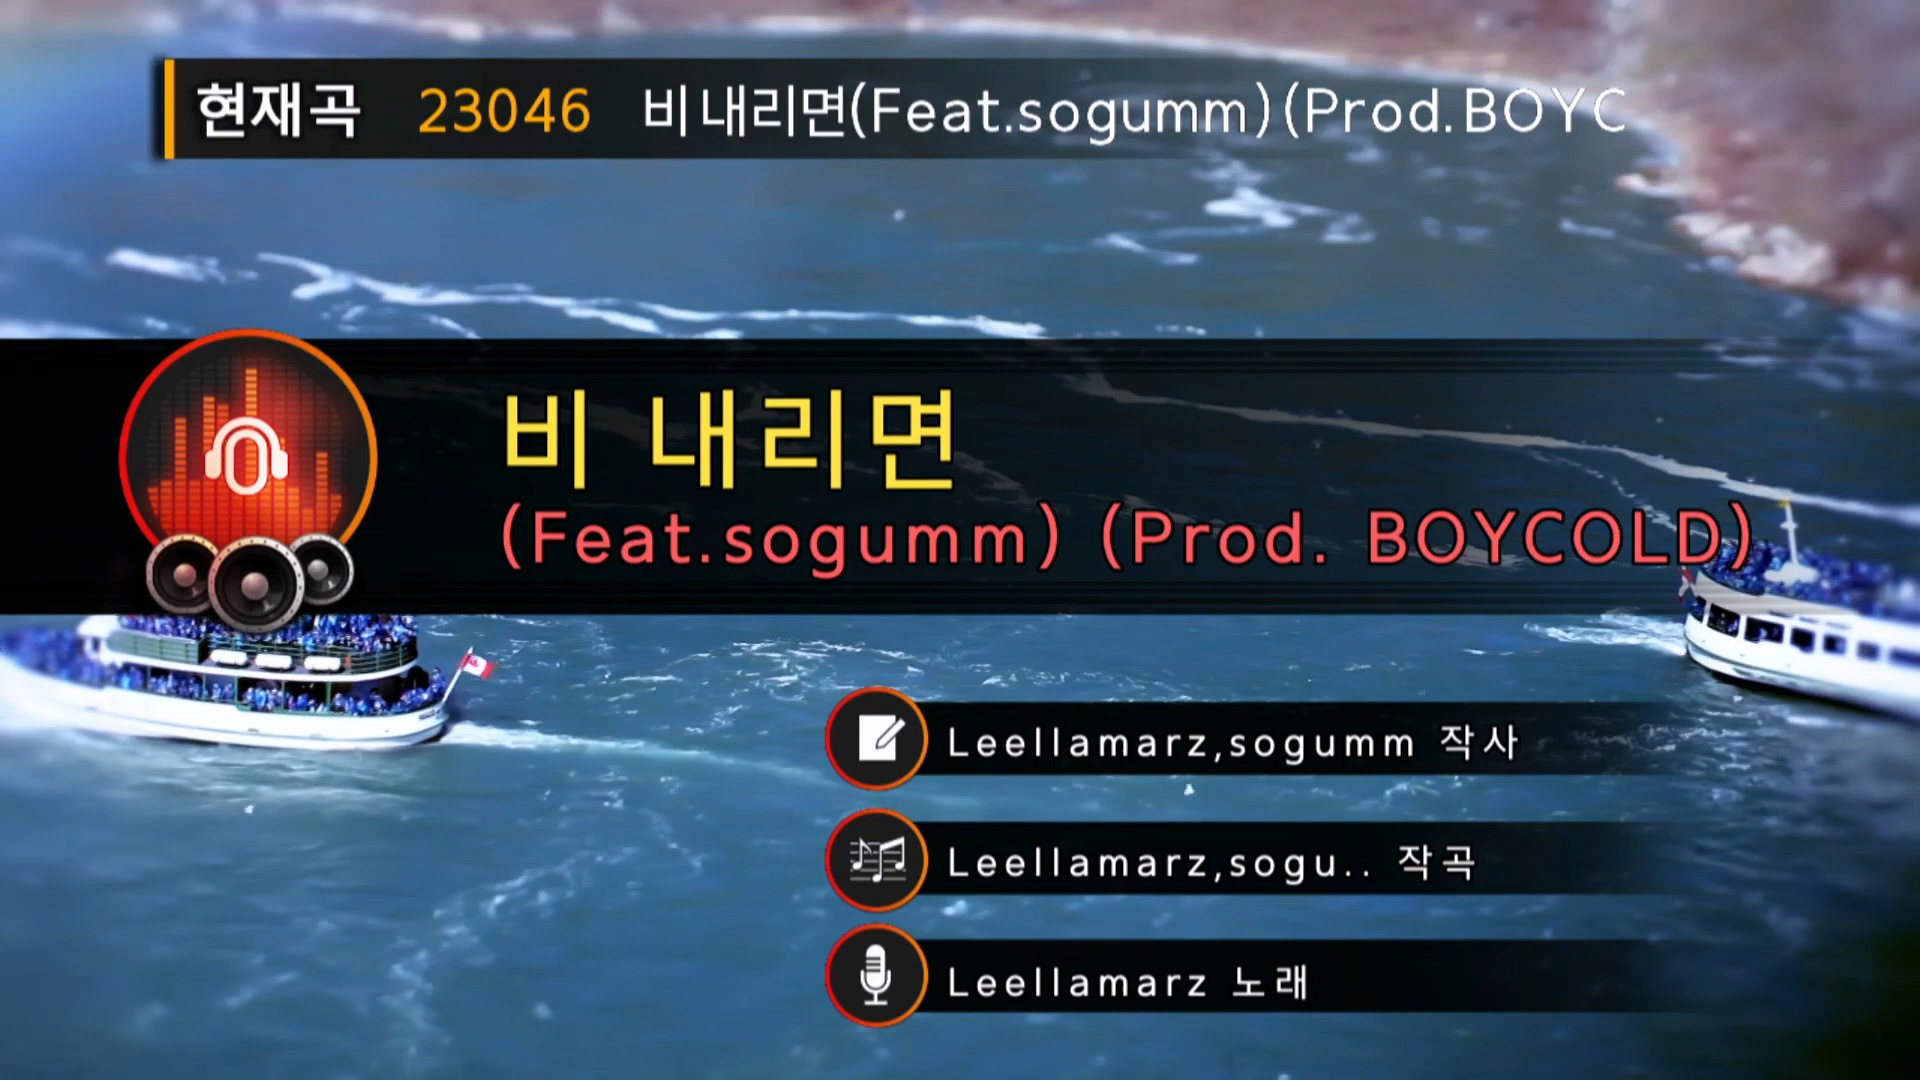 현재곡 23046 비내리면(Feat.sogumm)(Prod.BOYC
비 내리면
(Feat.sogumm) (Prod. BOYCOLD)
Leellamarz,sogumm 작사
Leellamarz,sogu.. 작곡
Leellamarz 노래